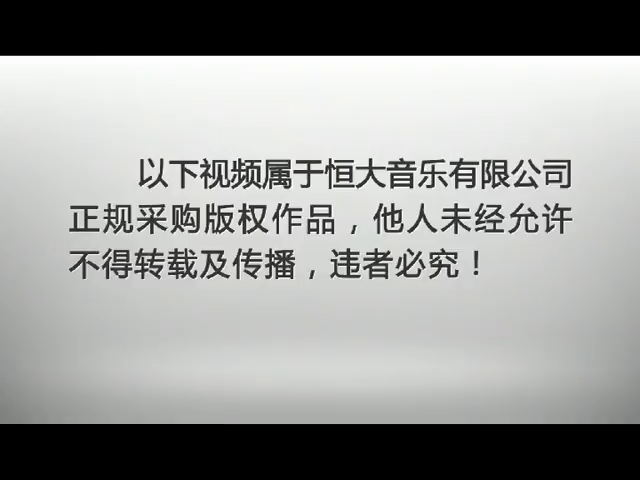 以下视频属于恒大音乐有限公司
正规采购版权作品，他人未经允许
不得转载及传播，违者必究！